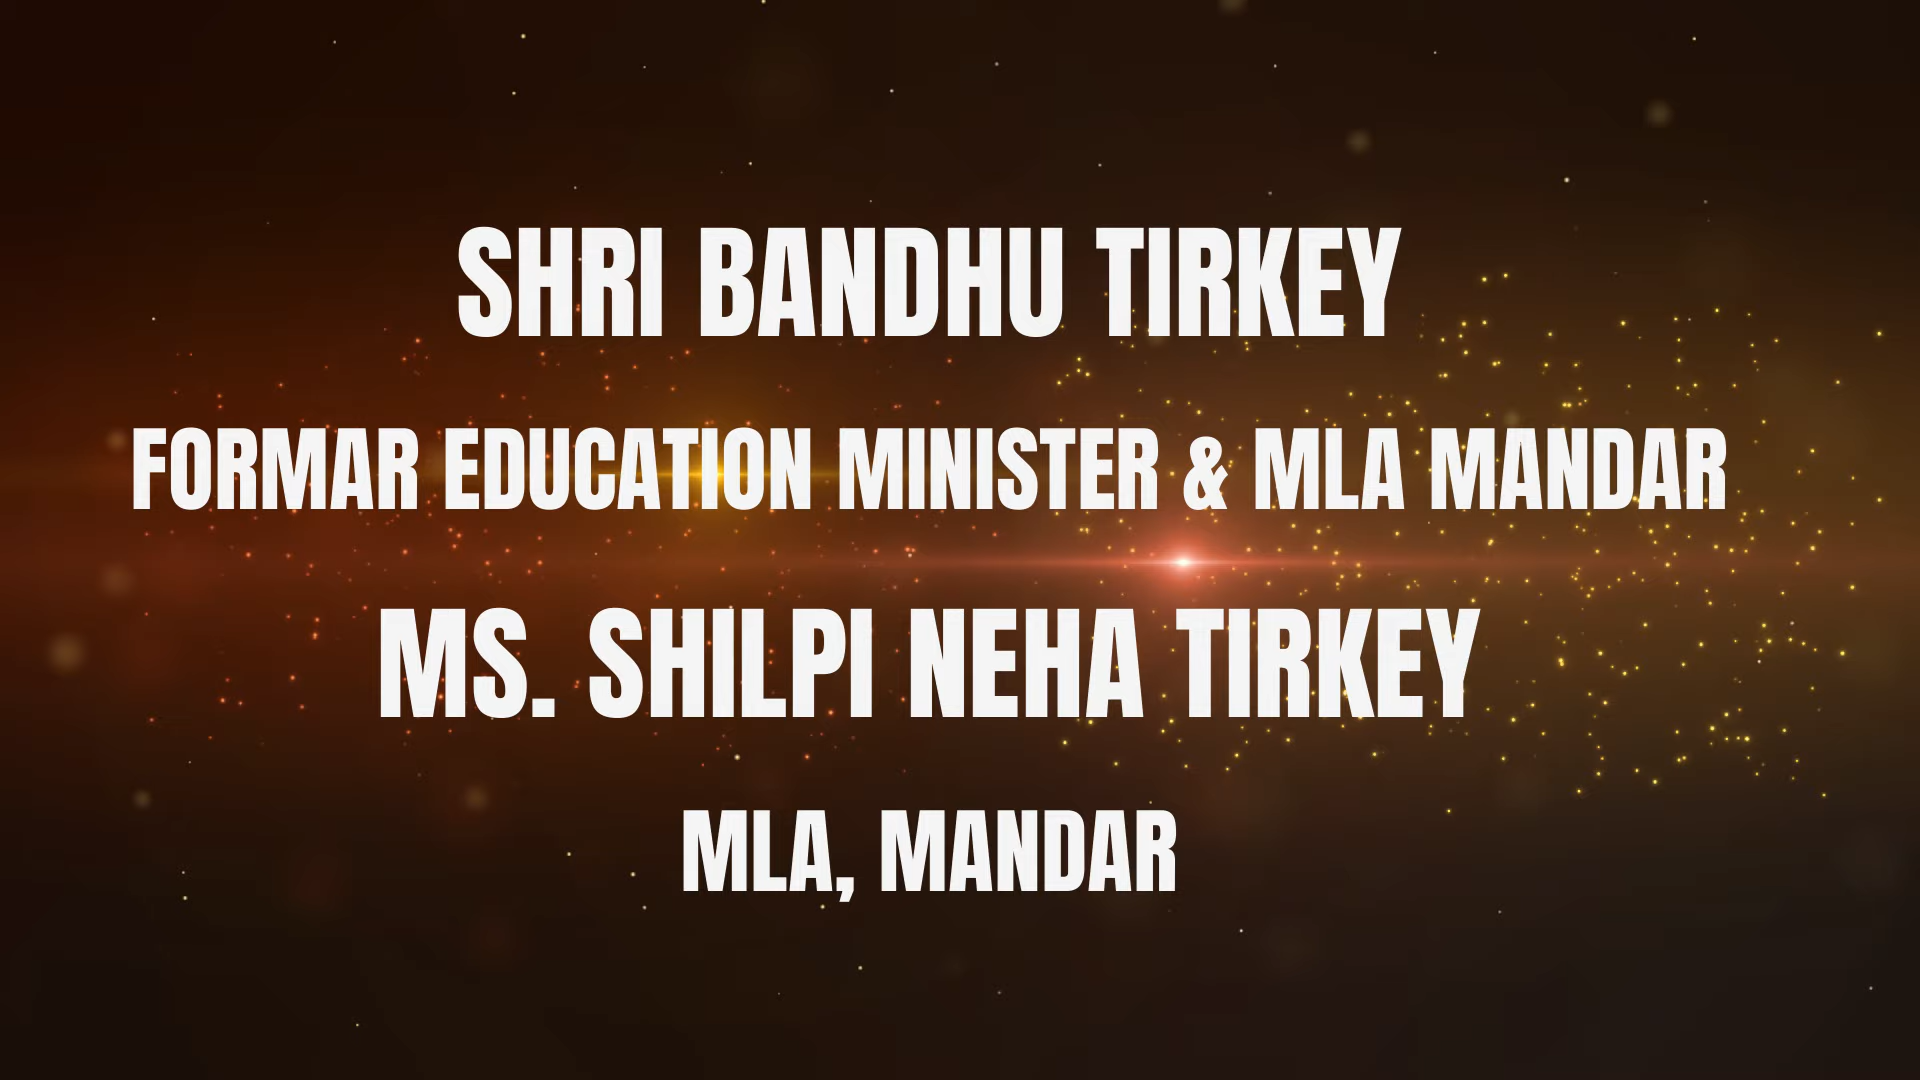 SHRI BANDHU TIRKEY
FORMAR EDUCATION MINISTER & MLA MANDAR
MS. SHILPI NEHA TIRKEY
MLA, MANDAR